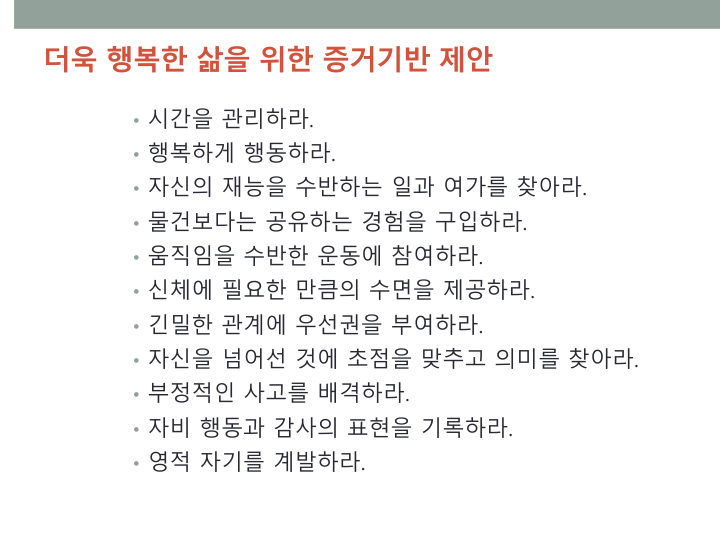 더욱 행복한 삶을 위한 증거기반 제안
• 시간을 관리하라.
• 행복하게 행동하라.
• 자신의 재능을 수반하는 일과 여가를 찾아라.
• 물건보다는 공유하는 경험을 구입하라.
• 움직임을 수반한 운동에 참여하라.
• 신체에 필요한 만큼의 수면을 제공하라.
• 긴밀한 관계에 우선권을 부여하라.
• 자신을 넘어선 것에 초점을 맞추고 의미를 찾아라.
• 부정적인 사고를 배격하라.
• 자비 행동과 감사의 표현을 기록하라.
• 영적 자기를 계발하라.